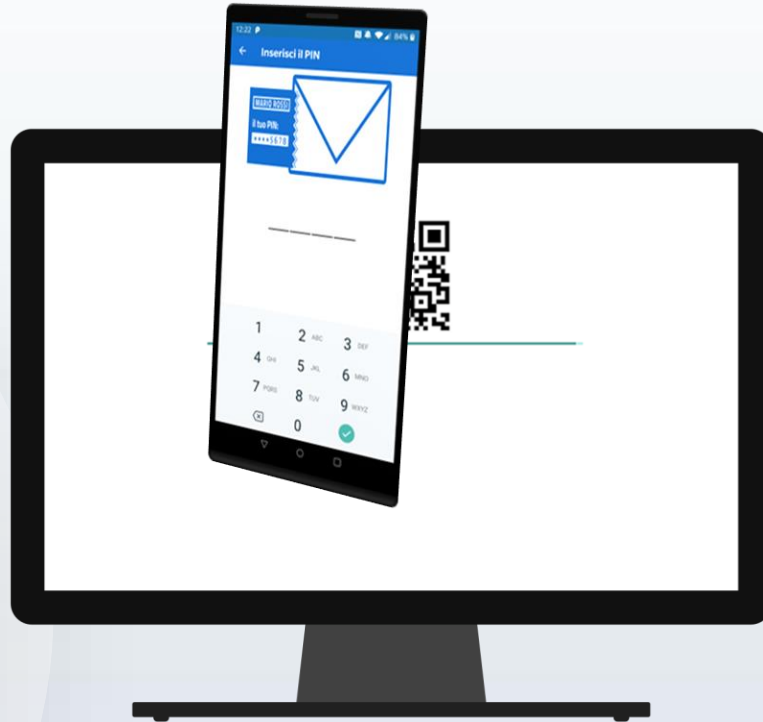 12:22 84%
Inserisci il PIN
MARIO ROSSI
il tuo PIN:
****5678
1 2 ABC 3 DEF
4 GHI 5 JKL 6 MNO
7 PQRS 8 TUV 9 WXYZ
0